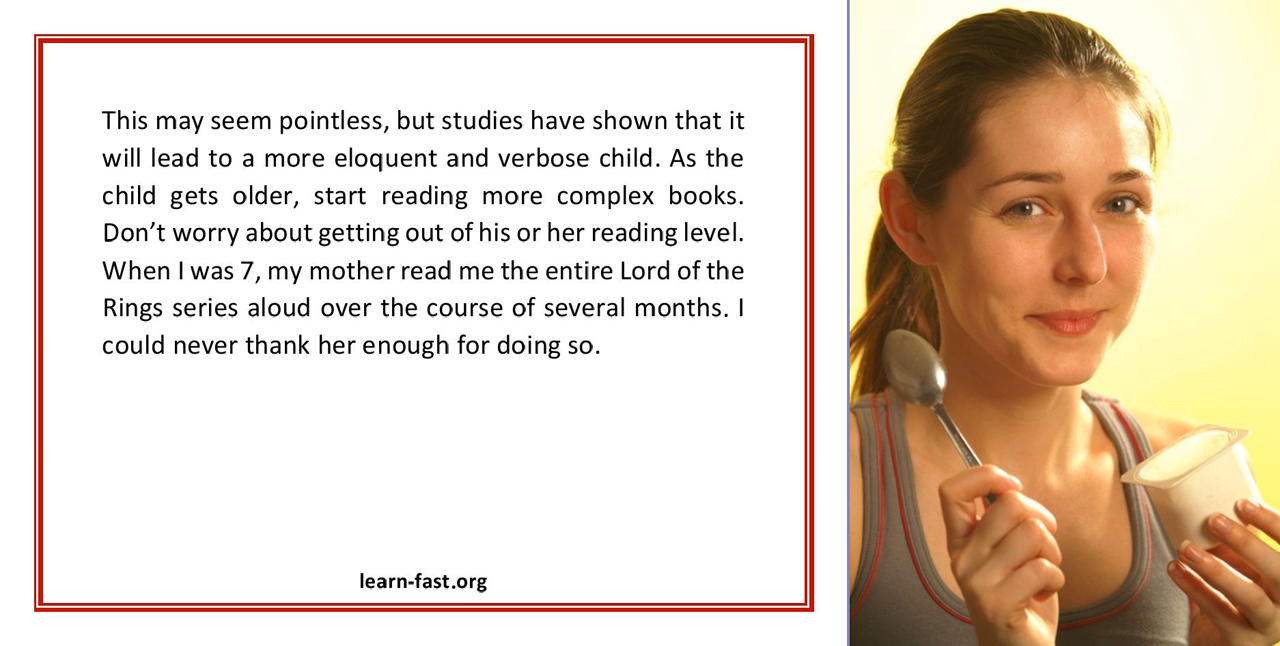 This may seem pointless, but studies have shown that it
will lead to a more eloquent and verbose child. As the
child gets older, start reading more complex books.
Don’t worry about getting out of his or her reading level.
When I was 7, my mother read me the entire Lord of the
Rings series aloud over the course of several months. I
could never thank her enough for doing so.
learn-fast.org